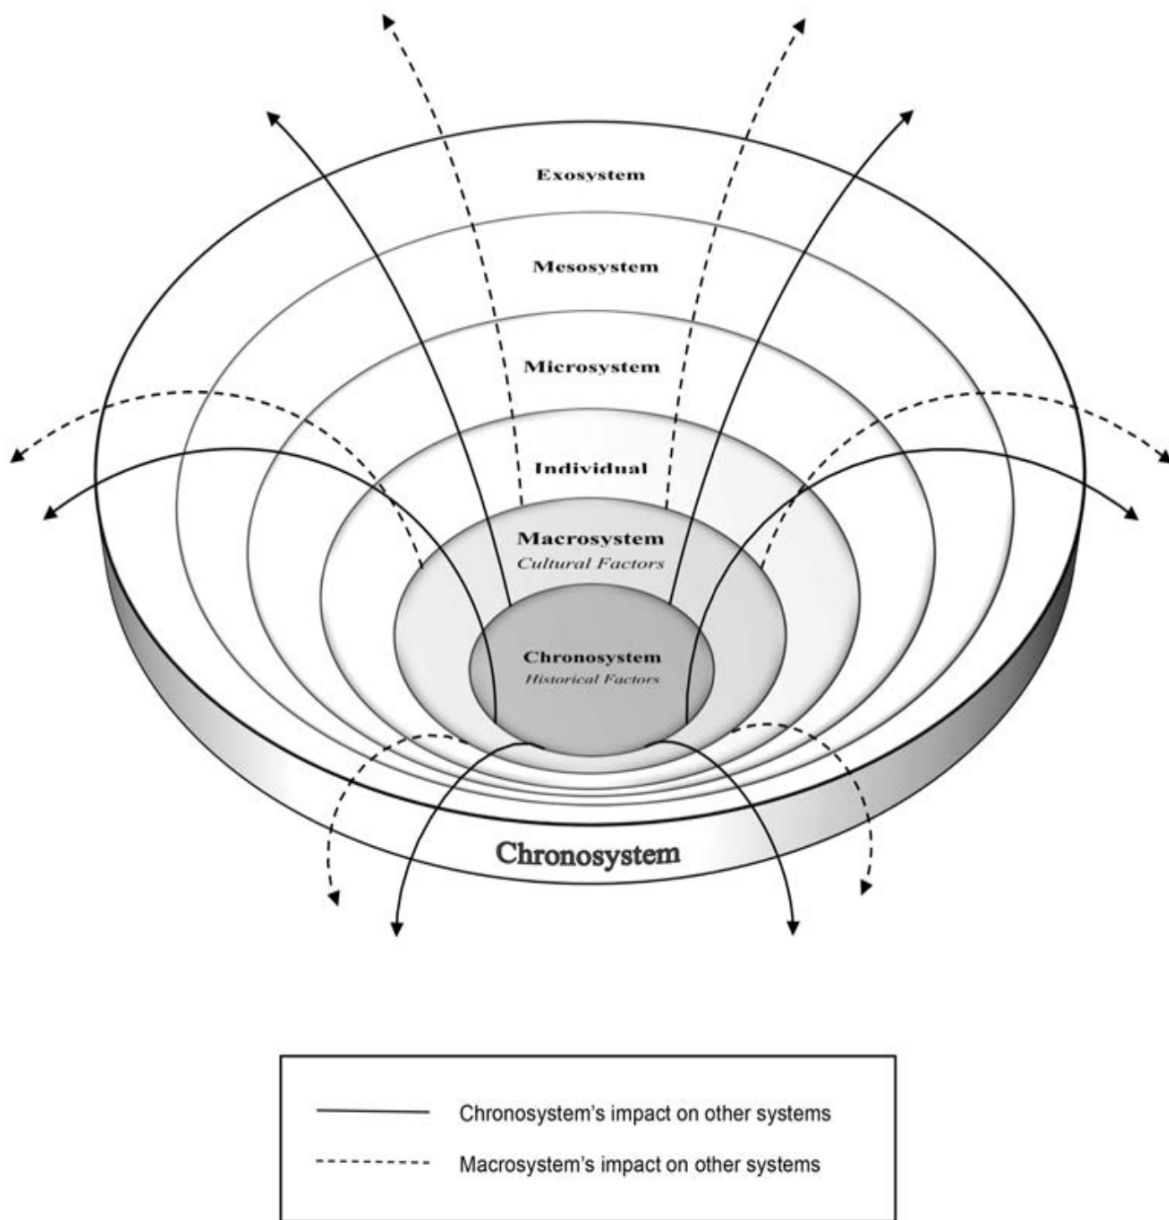 Exosystem
Mesosystem
Microsystem
Individual
Macrosystem
Cultural Factors
Chronosystem
Historical Factors
Chronosystem
Chronosystem's impact on other systems
Macrosystem's impact on other systems